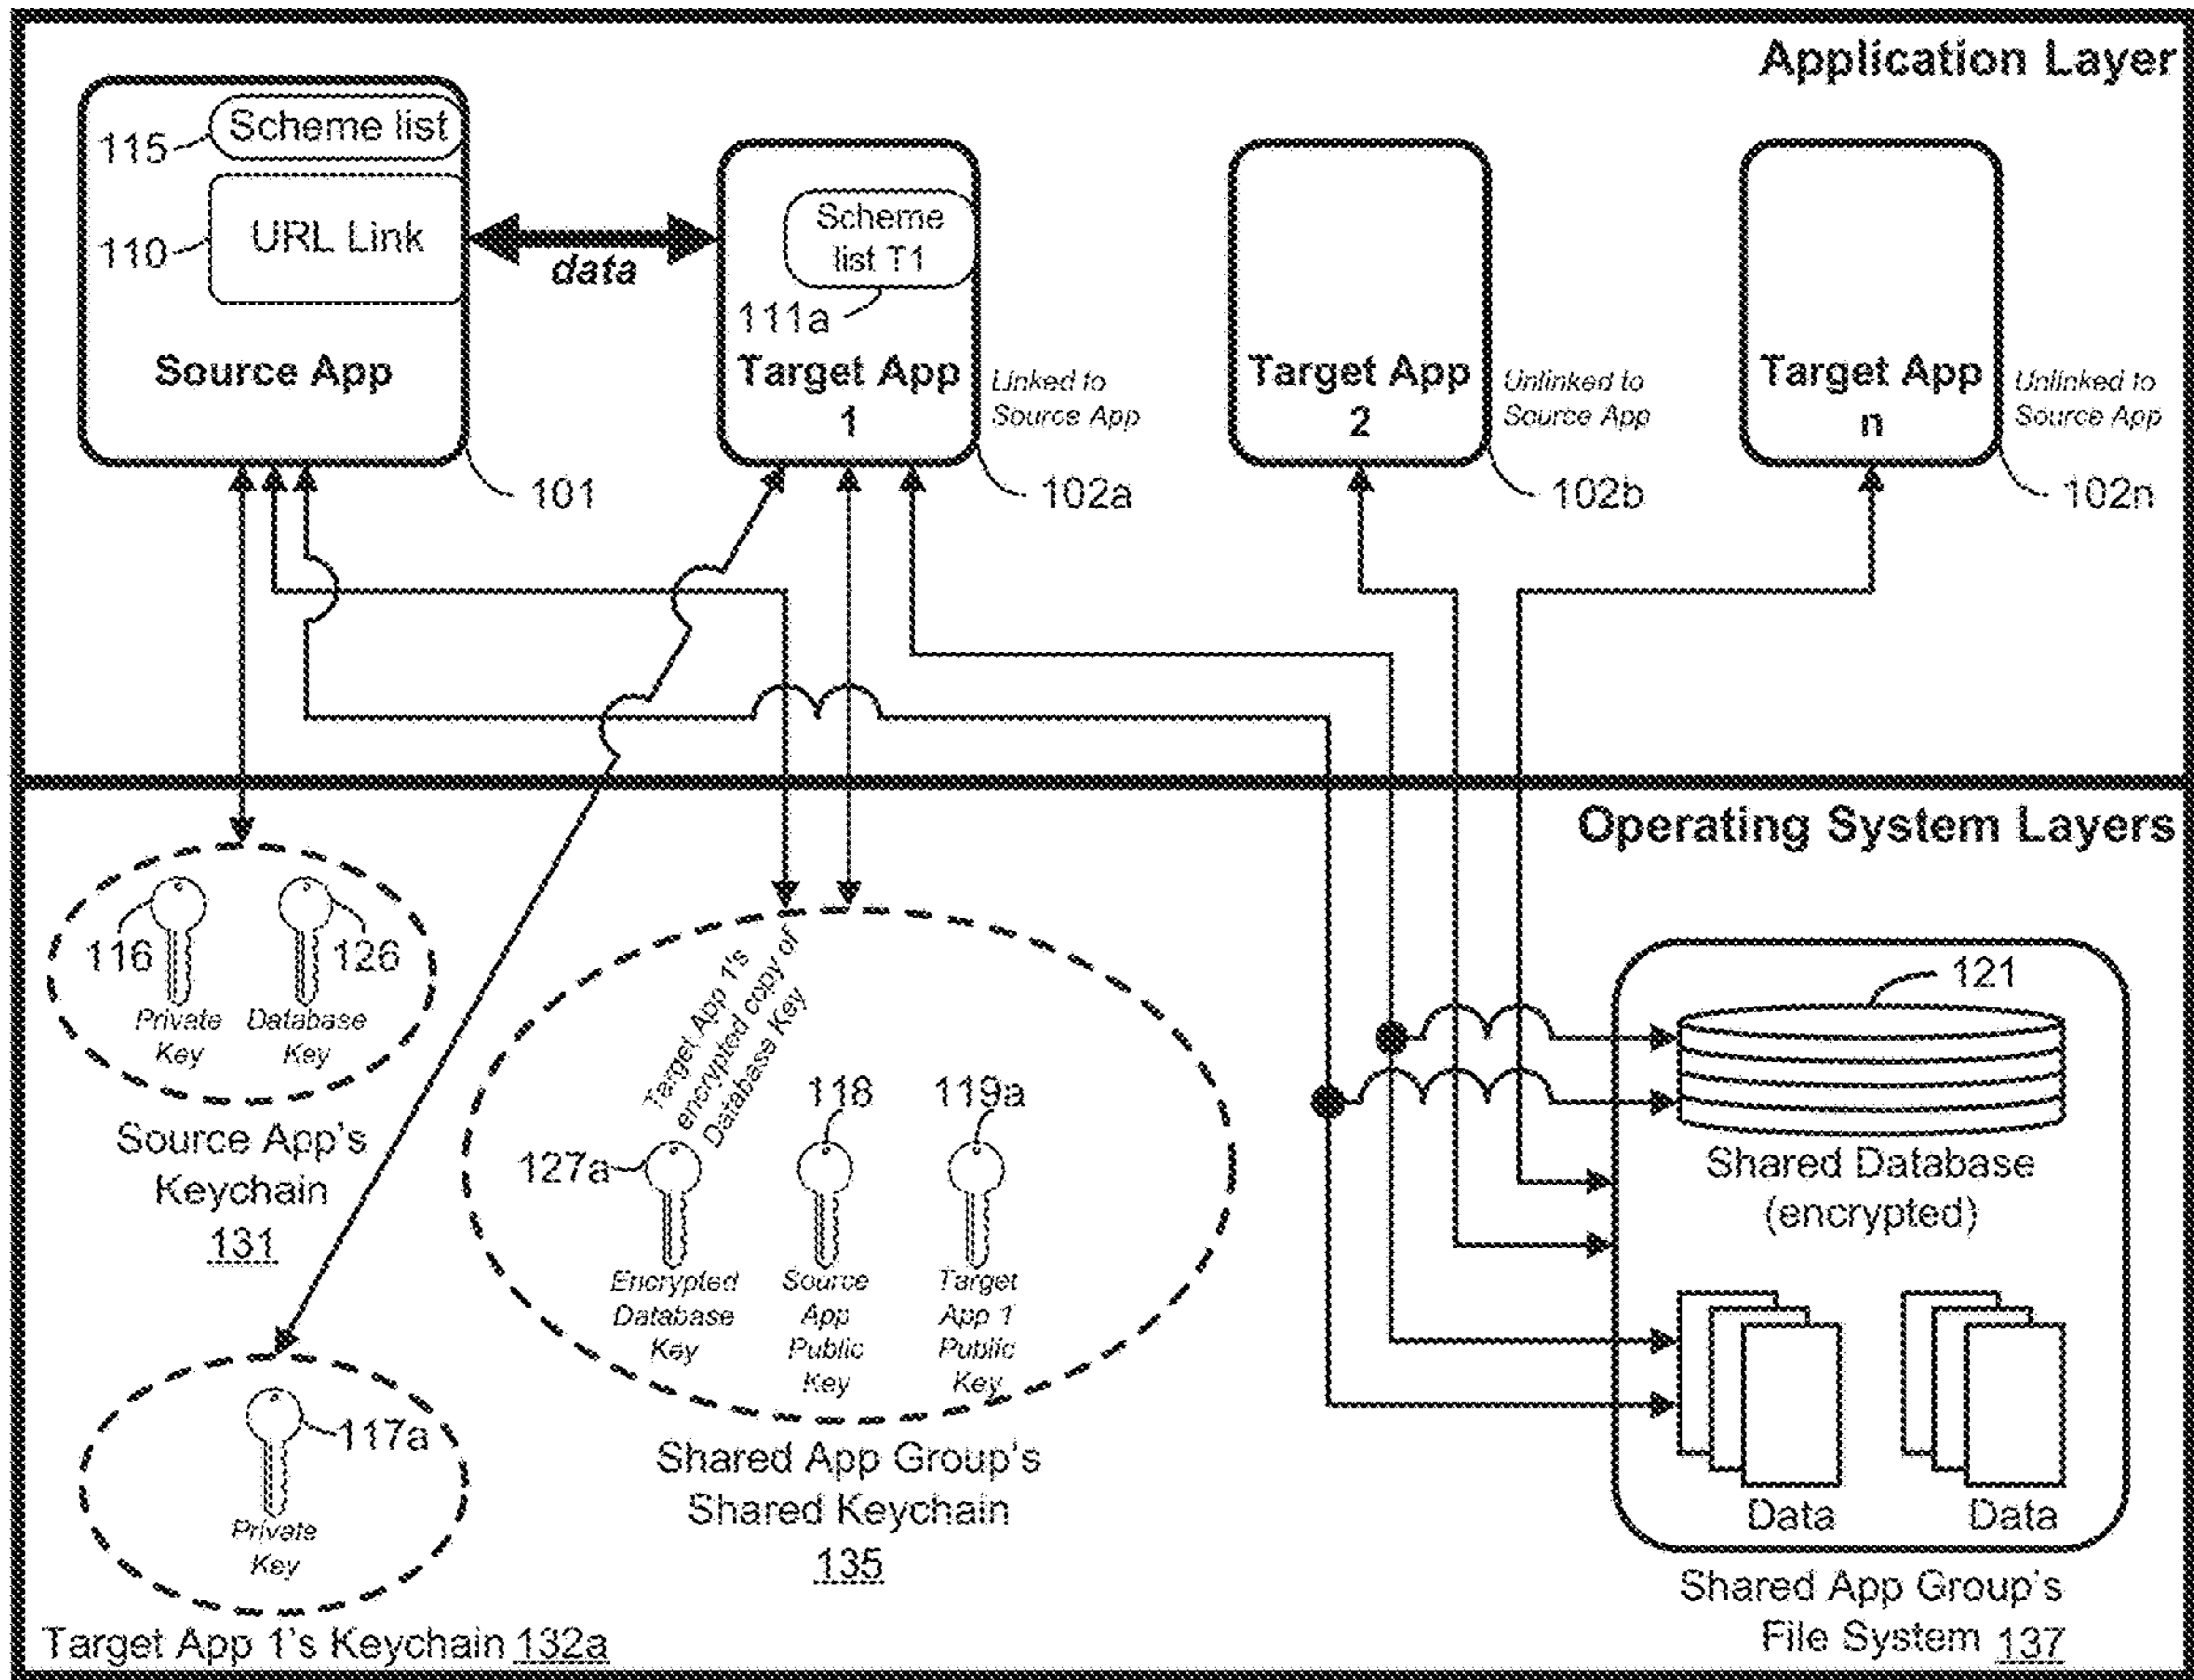 Application Layer
Scheme list
115
URL Link
110
data
Scheme
list T1
111a
Source App
Target App
1
Linked to
Source App
Target App
2
Unlinked to
Source App
Target App
n
Unlinked to
Source App
101
102a
102b
102n
Operating System Layers
116
126
Private
Key
Database
Key
Source App's
Keychain
131
Target App 1's
encrypted copy of
Database Key
118
119a
127a
Encrypted
Database
Key
Source
App
Public
Key
Target
App 1
Public
Key
Shared App Group's
Shared Keychain
135
117a
Private
Key
Target App 1's Keychain 132a
121
Shared Database
(encrypted)
Data
Data
Shared App Group's
File System 137